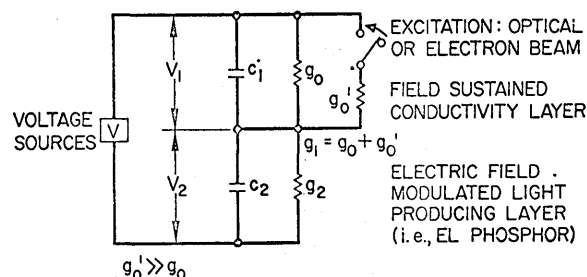 EXCITATION: OPTICAL
OR ELECTRON BEAM
V₁
c₁
g₀
g₀'
FIELD SUSTAINED
CONDUCTIVITY LAYER
VOLTAGE
SOURCES
V
g₁ = g₀ + g₀'
V₂
c₂
g₂
ELECTRIC FIELD .
MODULATED LIGHT
PRODUCING LAYER
(i.e., EL PHOSPHOR)
g₀' ≫ g₀